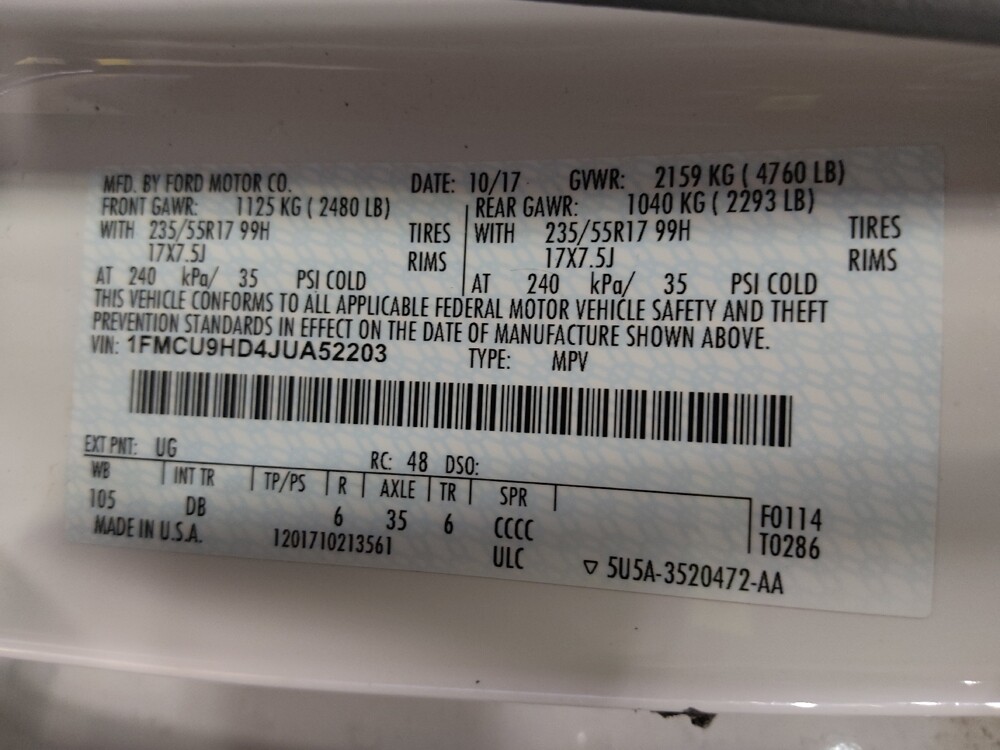 MFD. BY FORD MOTOR CO. DATE: 10/17 GVWR: 2159 KG ( 4760 LB)
FRONT GAWR: 1125 KG ( 2480 LB) REAR GAWR: 1040 KG ( 2293 LB)
WITH 235/55R17 99H TIRES WITH 235/55R17 99H TIRES
17X7.5J RIMS 17X7.5J RIMS
AT 240 kPa/ 35 PSI COLD AT 240 kPa/ 35 PSI COLD
THIS VEHICLE CONFORMS TO ALL APPLICABLE FEDERAL MOTOR VEHICLE SAFETY AND THEFT
PREVENTION STANDARDS IN EFFECT ON THE DATE OF MANUFACTURE SHOWN ABOVE.
VIN: 1FMCU9HD4JUA52203 TYPE: MPV
EXT PNT: UG RC: 48 DSO:
WB INT TR TP/PS R AXLE TR SPR
105 DB 6 35 6 CCCC F0114
MADE IN U.S.A. 1201710213561 ULC T0286
▽ 5U5A-3520472-AA